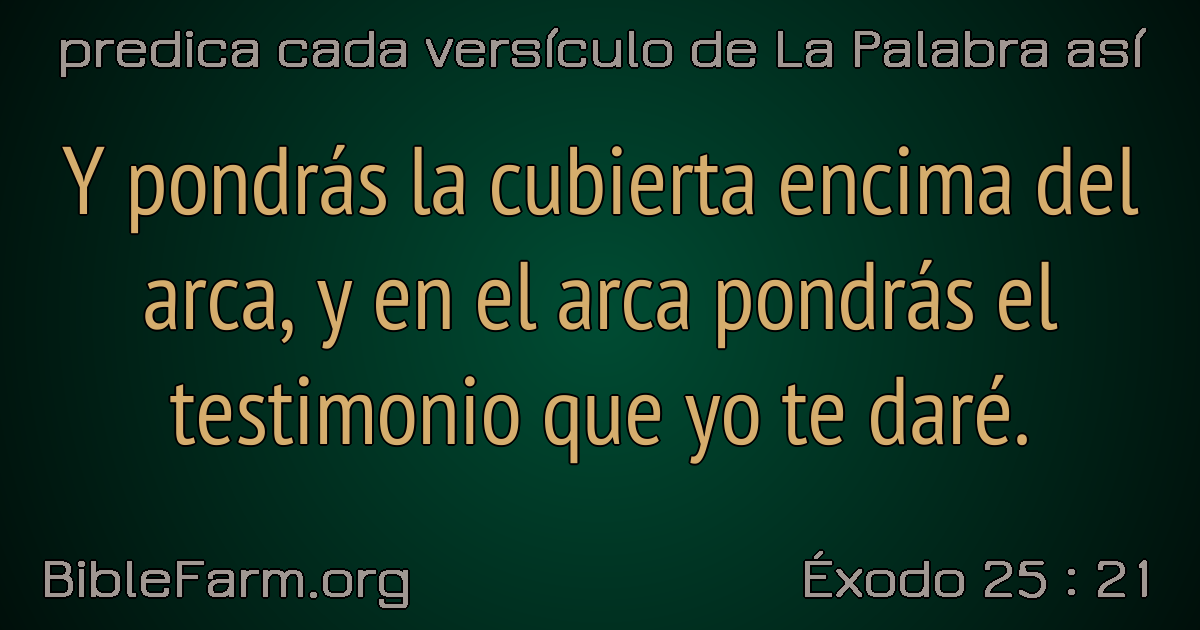 predica cada versículo de La Palabra así
Y pondrás la cubierta encima del
arca, y en el arca pondrás el
testimonio que yo te daré.
BibleFarm.org
Éxodo 25 : 21